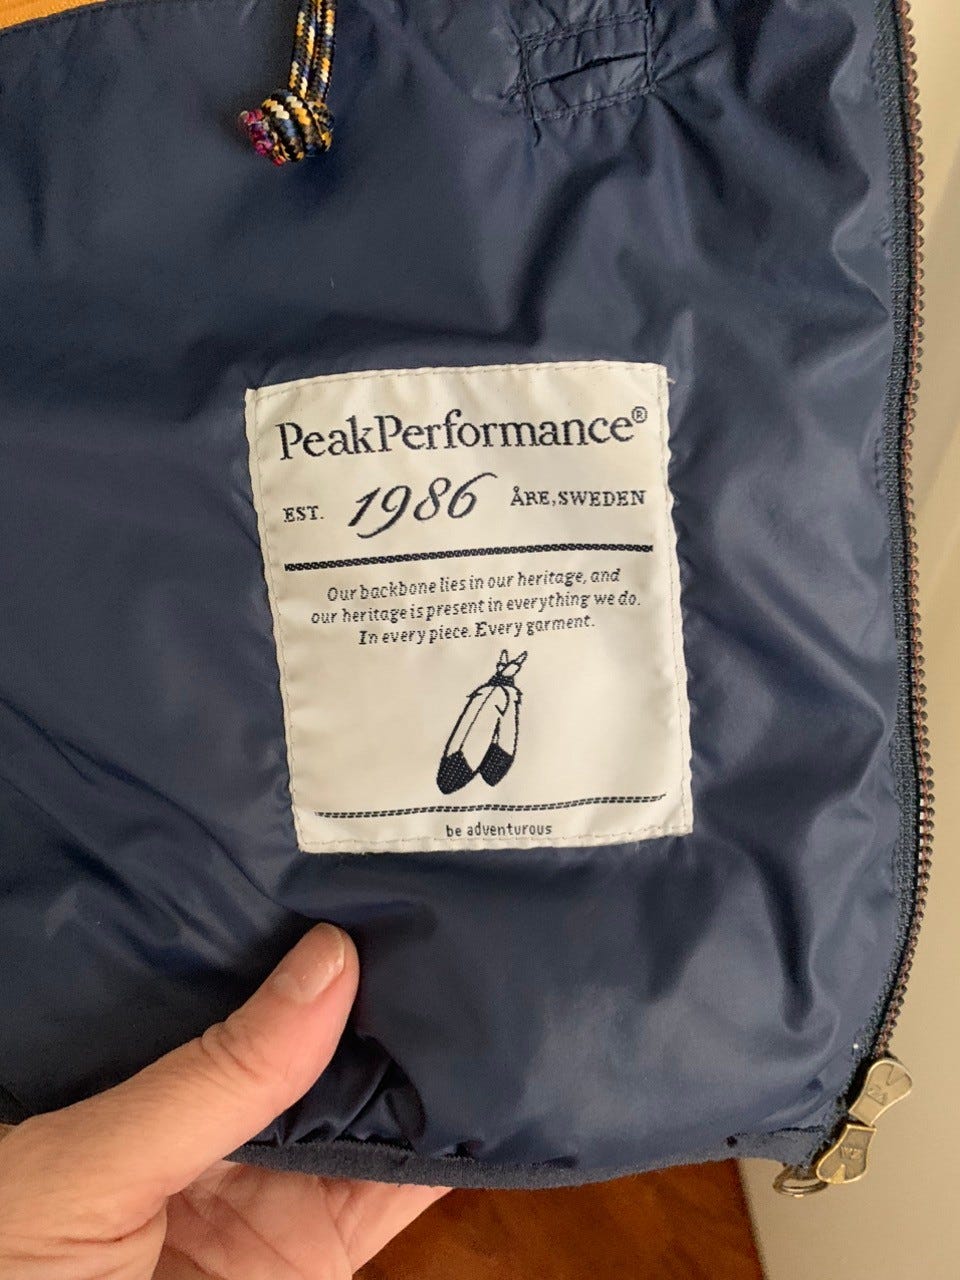 PeakPerformance®
EST. 1986 ÅRE, SWEDEN
Our backbone lies in our heritage, and
our heritage is present in everything we do.
In every piece. Every garment.
be adventurous